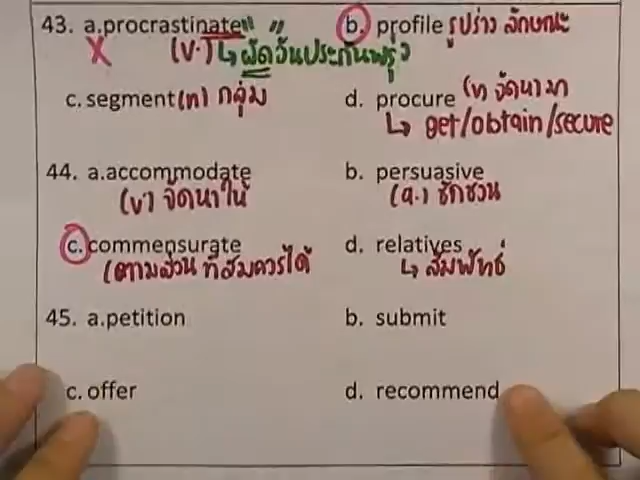 43. a.procrastinate" " b. profile รูปร่าง ลักษณะ
X (v.)↳ผัดวันประกันพรุ่ง
c. segment(n) กลุ่ม d. procure (v) จัดหามา
↳ get/obtain/secure
44. a.accommodate b. persuasive
(v.) จัดหาให้ (a.) ชักชวน
c. commensurate d. relatives
(ตามส่วน ที่สมควรได้ ↳ สัมพัทธ์
45. a.petition b. submit
c. offer d. recommend